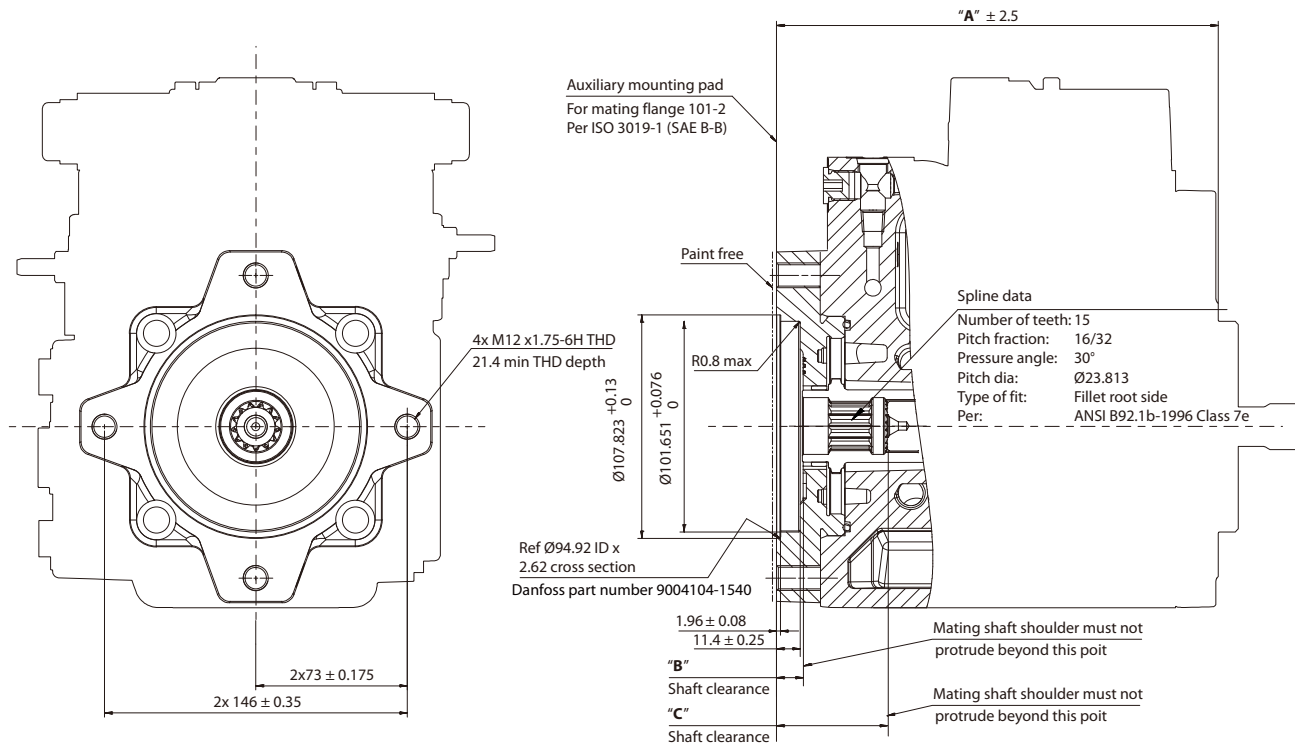 "A" ± 2.5
Auxiliary mounting pad
For mating flange 101-2
Per ISO 3019-1 (SAE B-B)
Paint free
Spline data
Number of teeth: 15
Pitch fraction: 16/32
Pressure angle: 30°
Pitch dia: Ø23.813
Type of fit: Fillet root side
Per: ANSI B92.1b-1996 Class 7e
4x M12 x1.75-6H THD
21.4 min THD depth
R0.8 max
Ø107.823 +0.13 0
Ø101.651 +0.076 0
Ref Ø94.92 ID x
2.62 cross section
Danfoss part number 9004104-1540
1.96 ± 0.08
11.4 ± 0.25
"B"
Shaft clearance
"C"
Shaft clearance
Mating shaft shoulder must not
protrude beyond this poit
Mating shaft shoulder must not
protrude beyond this poit
2x73 ± 0.175
2x 146 ± 0.35